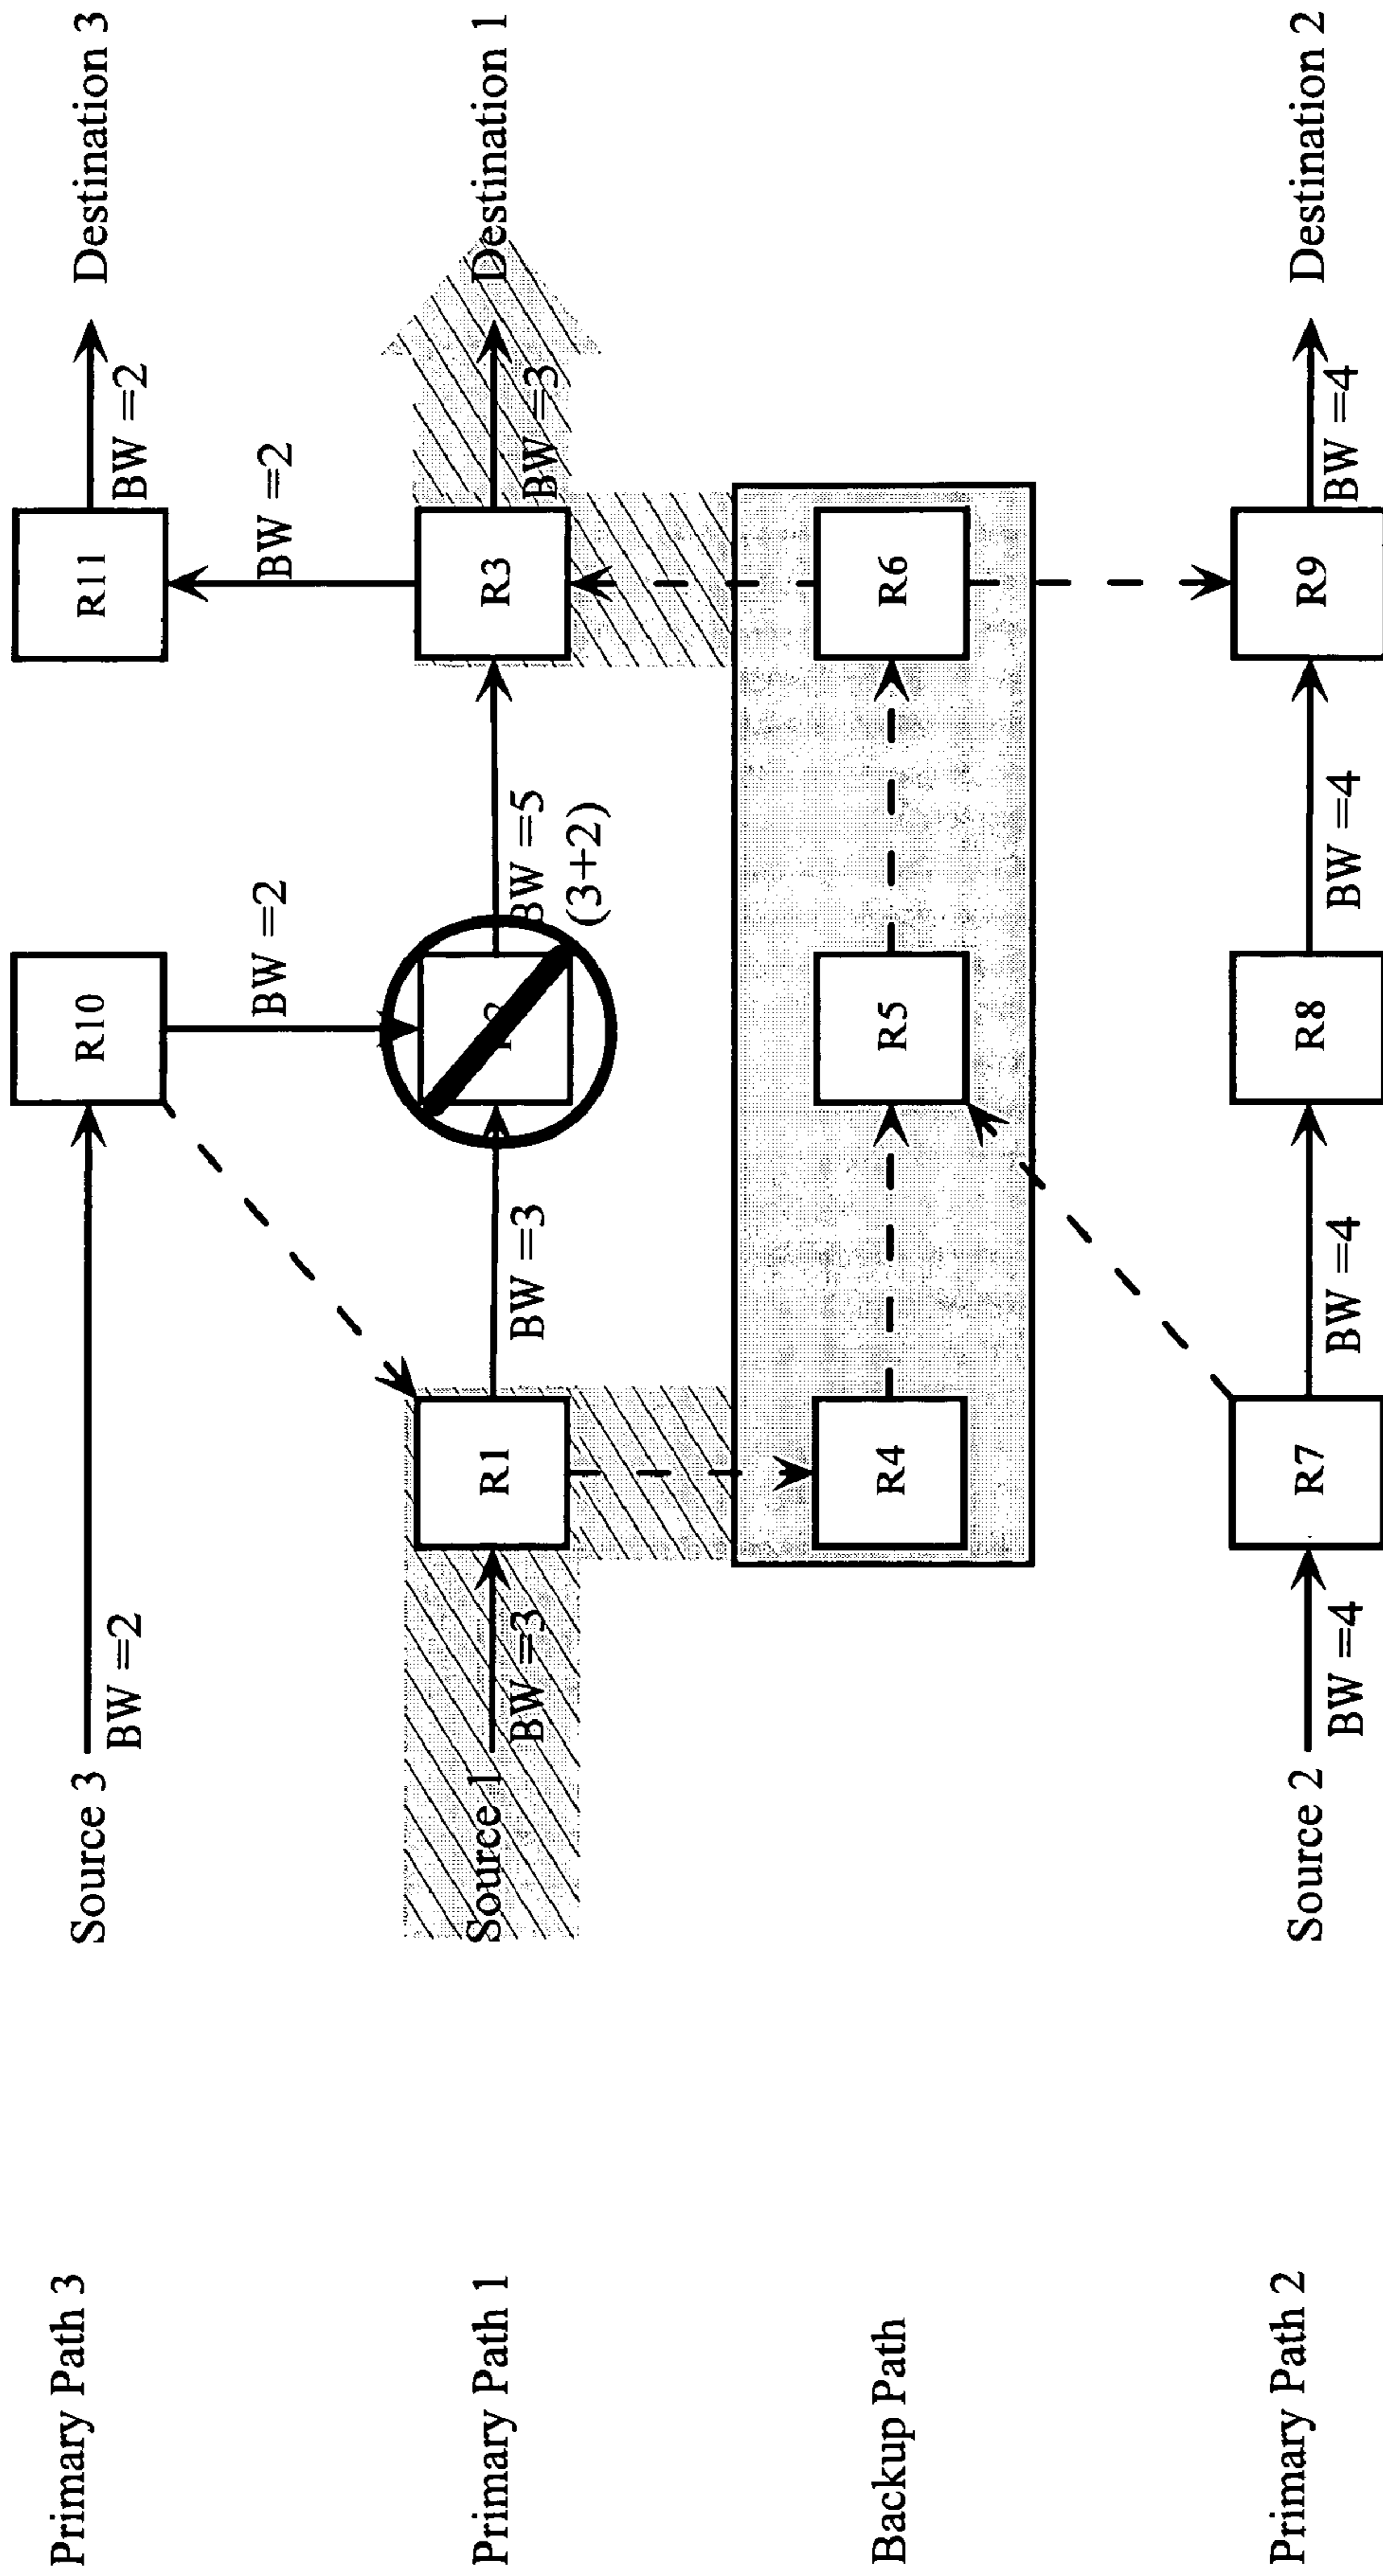 Primary Path 3
Source 3
R10
R11
Destination 3
BW =2
BW =2
BW =2
BW =2
Primary Path 1
Source 1
R1
R3
Destination 1
BW =3
BW =3
BW =5
BW =3
(3+2)
Backup Path
R4
R5
R6
Primary Path 2
Source 2
R7
R8
R9
Destination 2
BW =4
BW =4
BW =4
BW =4